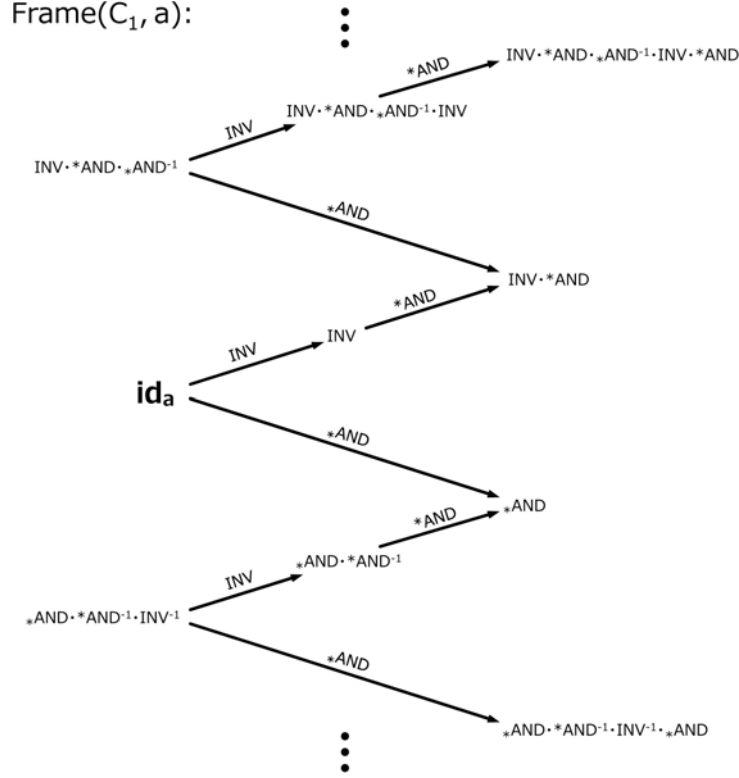 Frame(C₁, a):
*AND
INV·*AND·₊AND⁻¹·INV·*AND
INV
INV·*AND·₊AND⁻¹·INV
INV·*AND·₊AND⁻¹
₊AND
INV·*AND
*AND
INV
INV
idₐ
₊AND
₊AND
*AND
₊AND·*AND⁻¹
INV
₊AND·*AND⁻¹·INV⁻¹
₊AND
₊AND·*AND⁻¹·INV⁻¹·₊AND